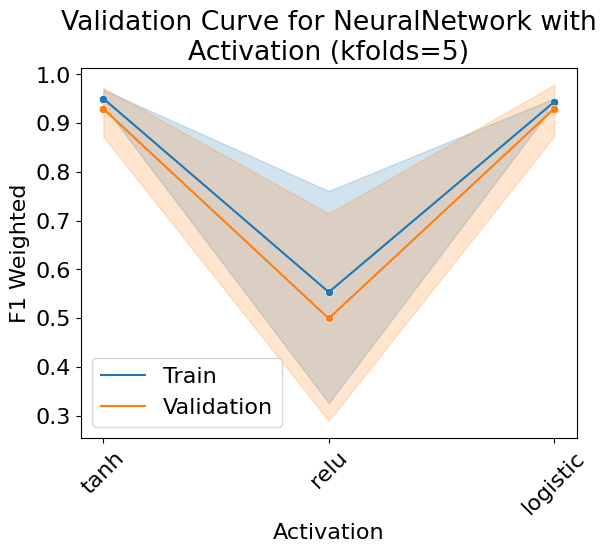 Validation Curve for NeuralNetwork with
Activation (kfolds=5)
F1 Weighted
1.0
0.9
0.8
0.7
0.6
0.5
0.4
0.3
Train
Validation
tanh
relu
logistic
Activation